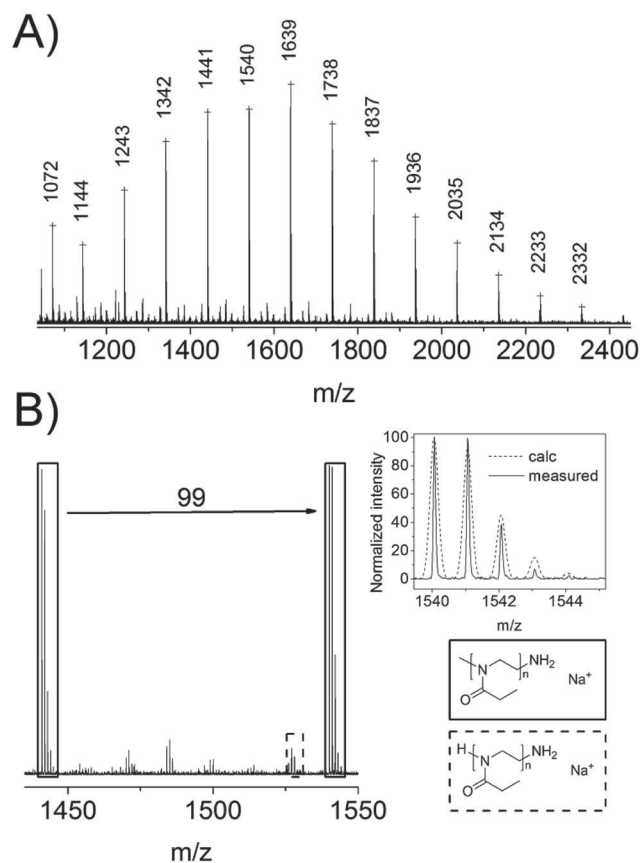 A)
1072
1144
1243
1342
1441
1540
1639
1738
1837
1936
2035
2134
2233
2332
1200 1400 1600 1800 2000 2200 2400
m/z
B)
99
1450 1500 1550
m/z
Normalized intensity
100
80
60
40
20
0
calc
measured
1540 1542 1544
m/z
N
n
NH2
O
Na+
H
N
n
NH2
O
Na+